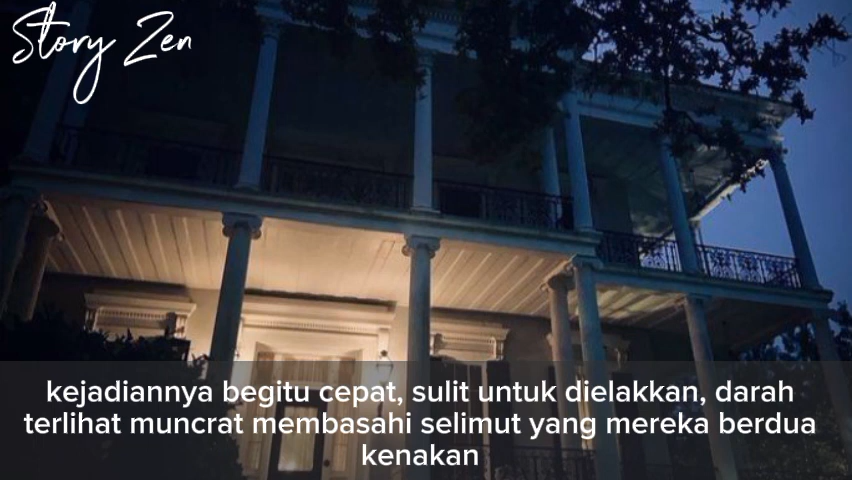 Story Zen
kejadiannya begitu cepat, sulit untuk dielakkan, darah
terlihat muncrat membasahi selimut yang mereka berdua
kenakan